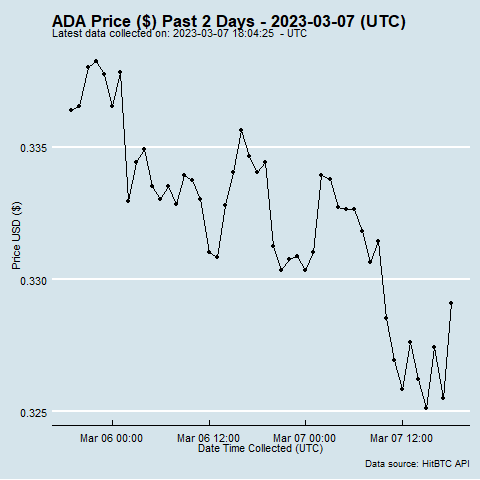 ADA Price ($) Past 2 Days - 2023-03-07 (UTC)
Latest data collected on: 2023-03-07 18:04:25 - UTC
0.335
0.330
0.325
Price USD ($)
Mar 06 00:00
Mar 06 12:00
Mar 07 00:00
Mar 07 12:00
Date Time Collected (UTC)
Data source: HitBTC API